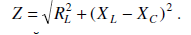 Z = √(R_L^2 + (X_L − X_C)^2) .